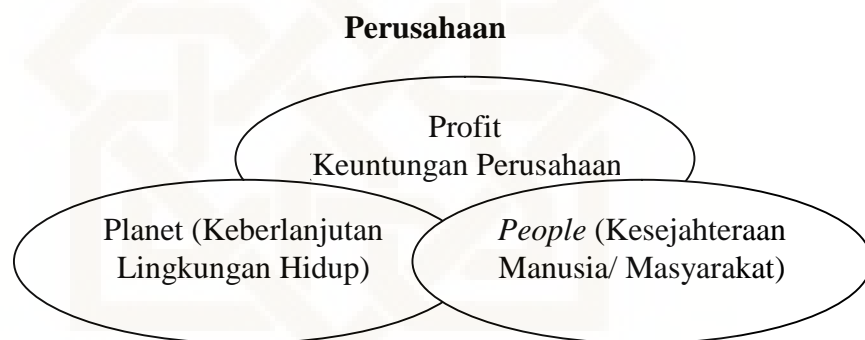 Perusahaan
Profit
Keuntungan Perusahaan
Planet (Keberlanjutan
Lingkungan Hidup)
People (Kesejahteraan
Manusia/ Masyarakat)